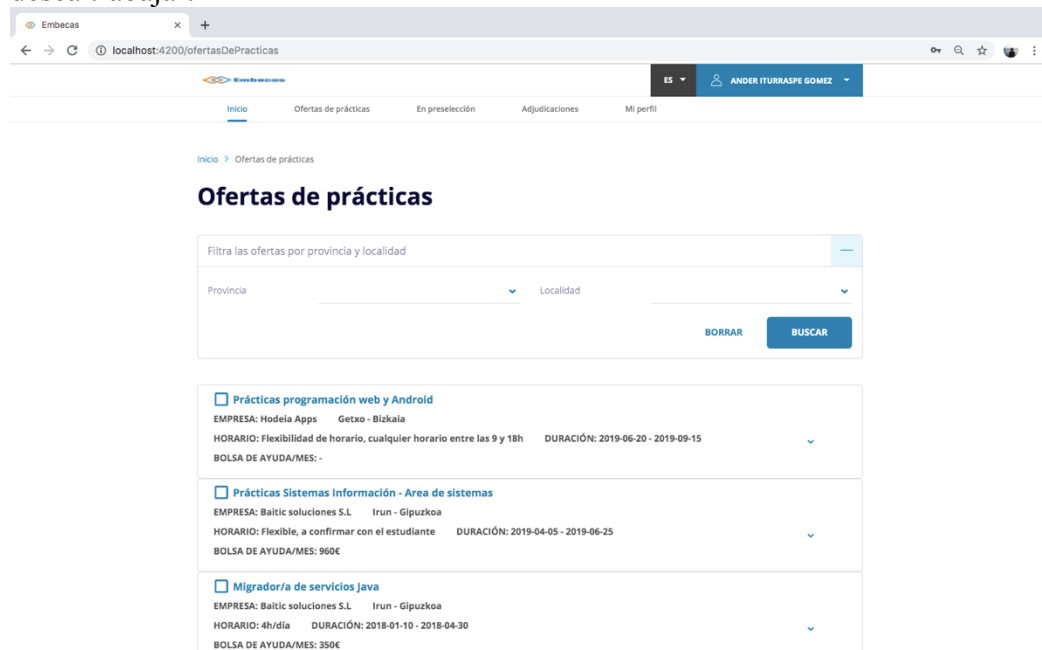 Embecas
localhost:4200/ofertasDePracticas
Embecas
ES
ANDER ITURRASPE GOMEZ
Inicio Ofertas de prácticas En preselección Adjudicaciones Mi perfil
Inicio > Ofertas de prácticas
Ofertas de prácticas
Filtra las ofertas por provincia y localidad
Provincia Localidad
BORRAR BUSCAR
Prácticas programación web y Android
EMPRESA: Hodeia Apps Getxo - Bizkaia
HORARIO: Flexibilidad de horario, cualquier horario entre las 9 y 18h DURACIÓN: 2019-06-20 - 2019-09-15
BOLSA DE AYUDA/MES: -
Prácticas Sistemas Información - Area de sistemas
EMPRESA: Baitic soluciones S.L Irun - Gipuzkoa
HORARIO: Flexible, a confirmar con el estudiante DURACIÓN: 2019-04-05 - 2019-06-25
BOLSA DE AYUDA/MES: 960€
Migrador/a de servicios Java
EMPRESA: Baitic soluciones S.L Irun - Gipuzkoa
HORARIO: 4h/día DURACIÓN: 2018-01-10 - 2018-04-30
BOLSA DE AYUDA/MES: 350€